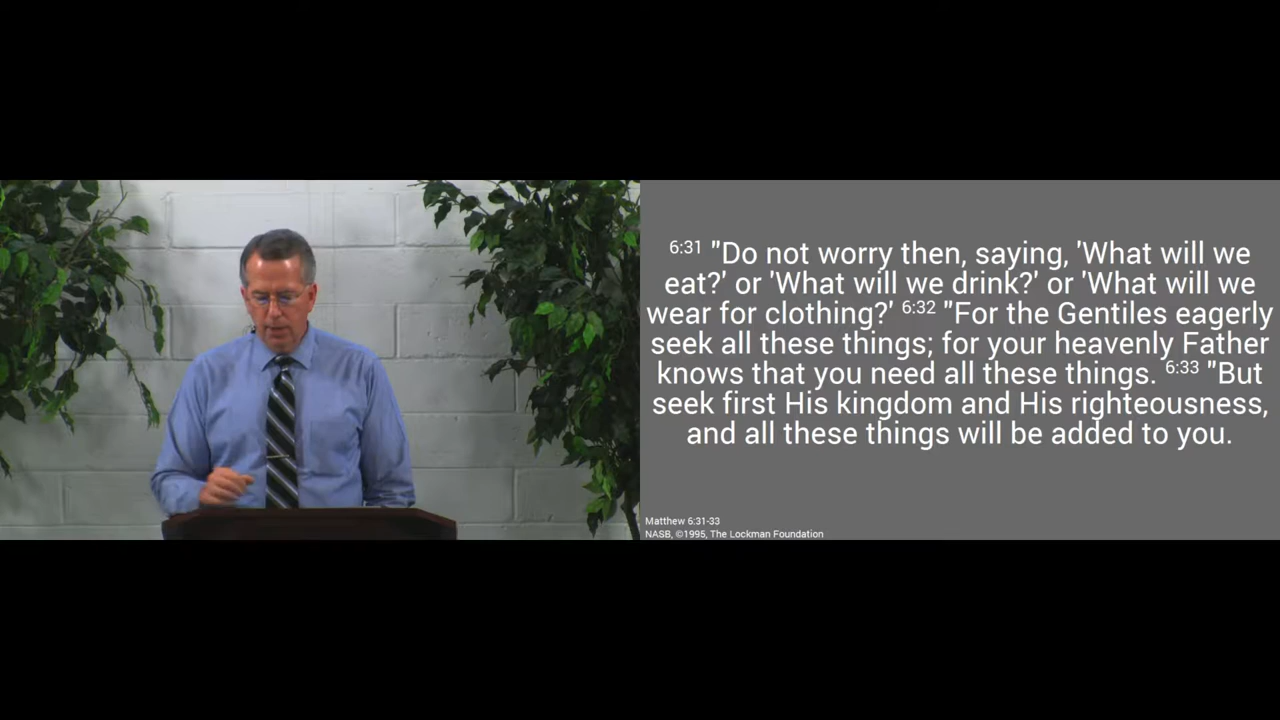 6:31 "Do not worry then, saying, 'What will we
eat?' or 'What will we drink?' or 'What will we
wear for clothing?' 6:32 "For the Gentiles eagerly
seek all these things; for your heavenly Father
knows that you need all these things. 6:33 "But
seek first His kingdom and His righteousness,
and all these things will be added to you.
Matthew 6:31-33
NASB, ©1995, The Lockman Foundation